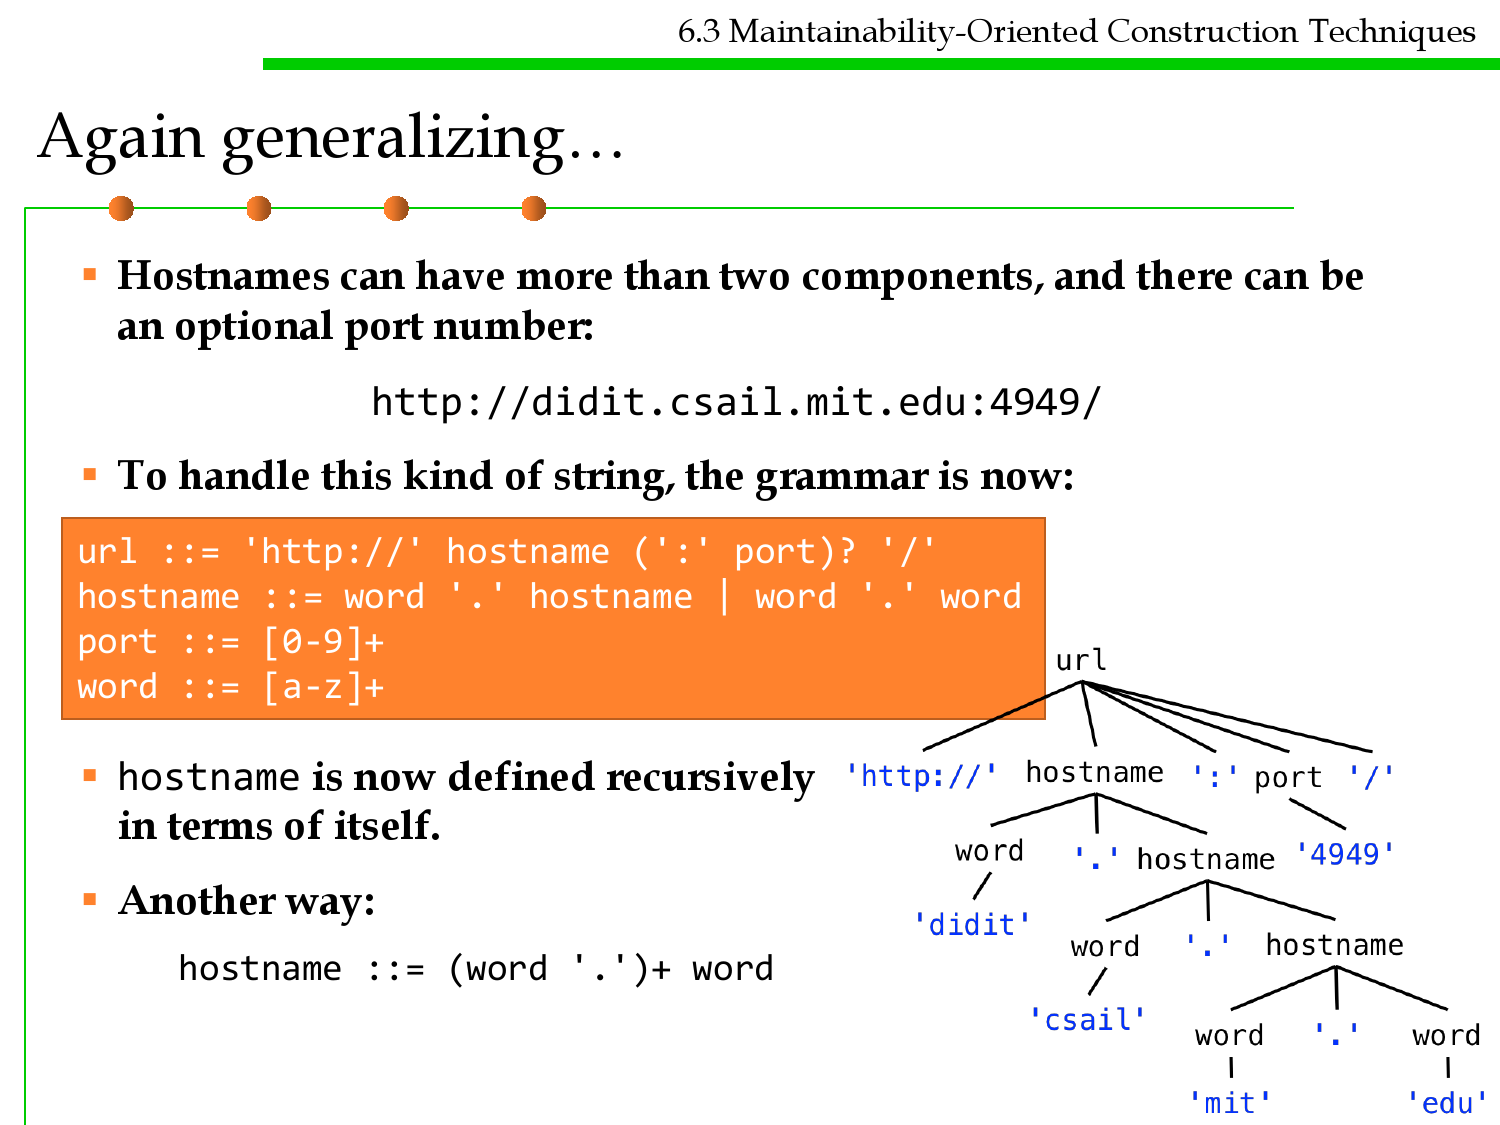 6.3 Maintainability-Oriented Construction Techniques
Again generalizing…
▪ Hostnames can have more than two components, and there can be
an optional port number:
http://didit.csail.mit.edu:4949/
▪ To handle this kind of string, the grammar is now:
url ::= 'http://' hostname (':' port)? '/'
hostname ::= word '.' hostname | word '.' word
port ::= [0-9]+
word ::= [a-z]+
▪ hostname is now defined recursively
in terms of itself.
▪ Another way:
hostname ::= (word '.')+ word
url
'http://' hostname ':' port '/'
word '.' hostname '4949'
'didit' word '.' hostname
'csail' word '.' word
'mit' 'edu'